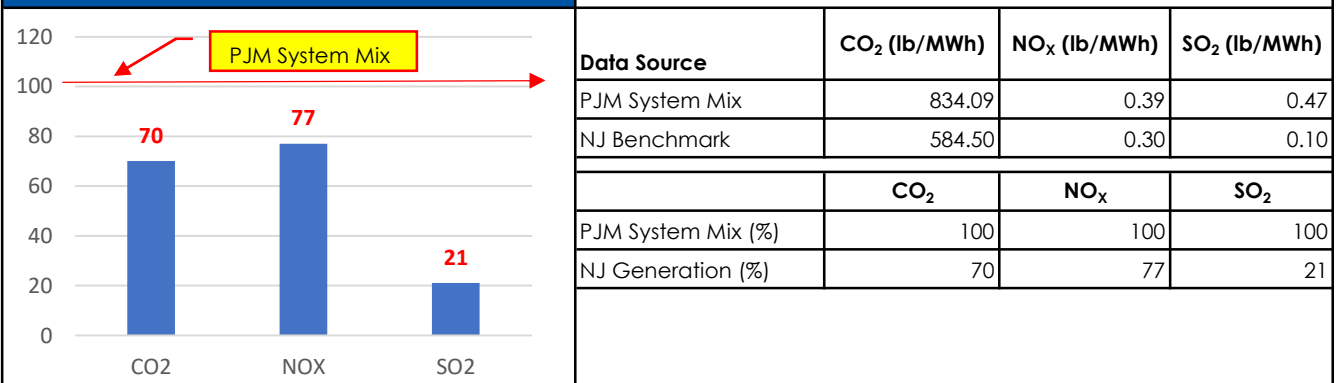 120
100
80
60
40
20
0
PJM System Mix
70
77
21
CO2 NOX SO2
Data Source CO₂ (lb/MWh) NOₓ (lb/MWh) SO₂ (lb/MWh)
PJM System Mix 834.09 0.39 0.47
NJ Benchmark 584.50 0.30 0.10
CO₂ NOₓ SO₂
PJM System Mix (%) 100 100 100
NJ Generation (%) 70 77 21